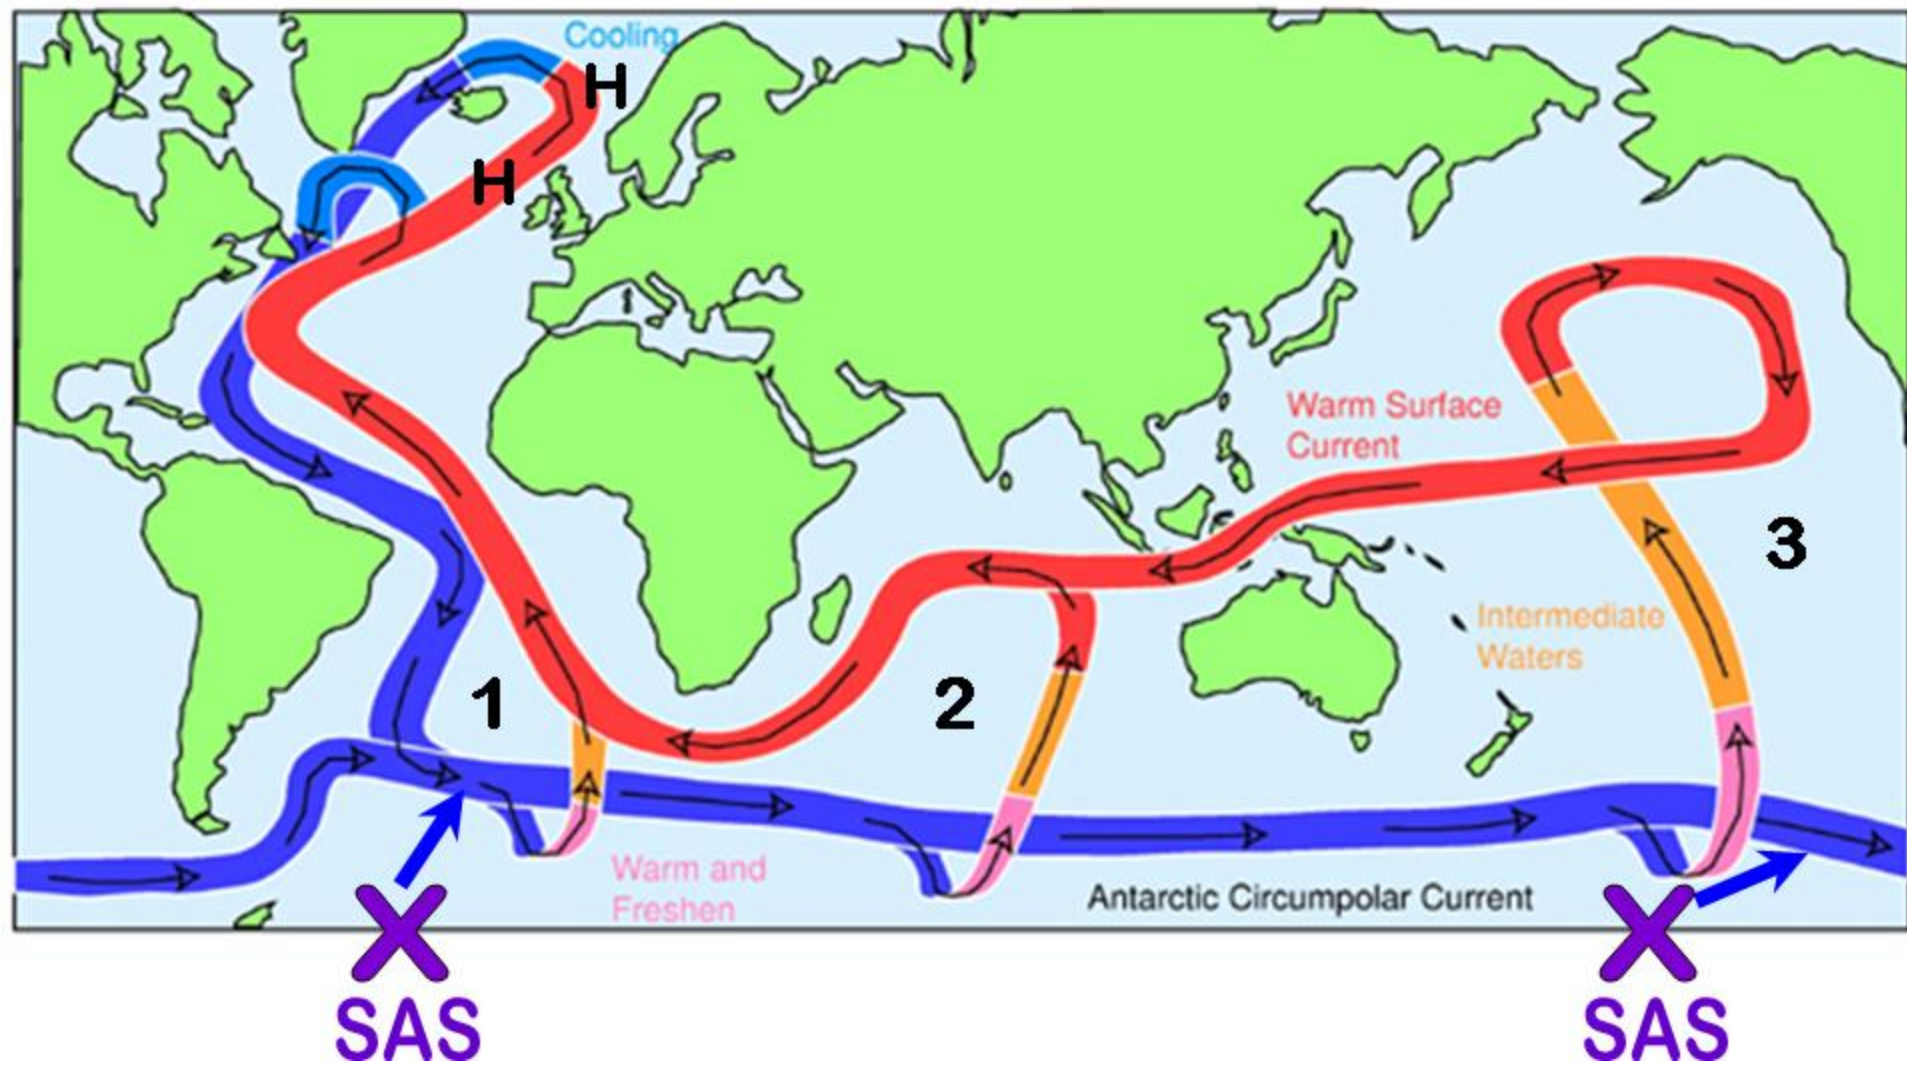 Cooling
H
H
Warm Surface
Current
3
Intermediate
Waters
1
2
Warm and
Freshen
Antarctic Circumpolar Current
SAS
SAS